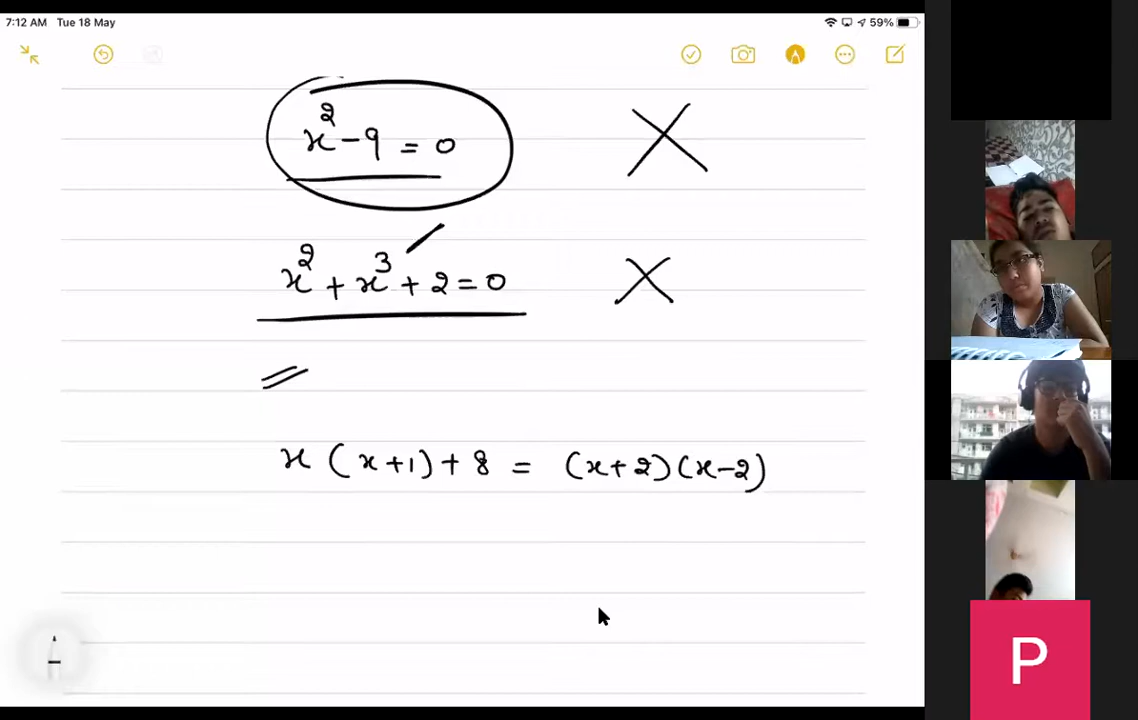 7:12 AM Tue 18 May 59%
x² - 9 = 0
x² + x³ + 2 = 0
x (x+1) + 8 = (x+2)(x-2)
P